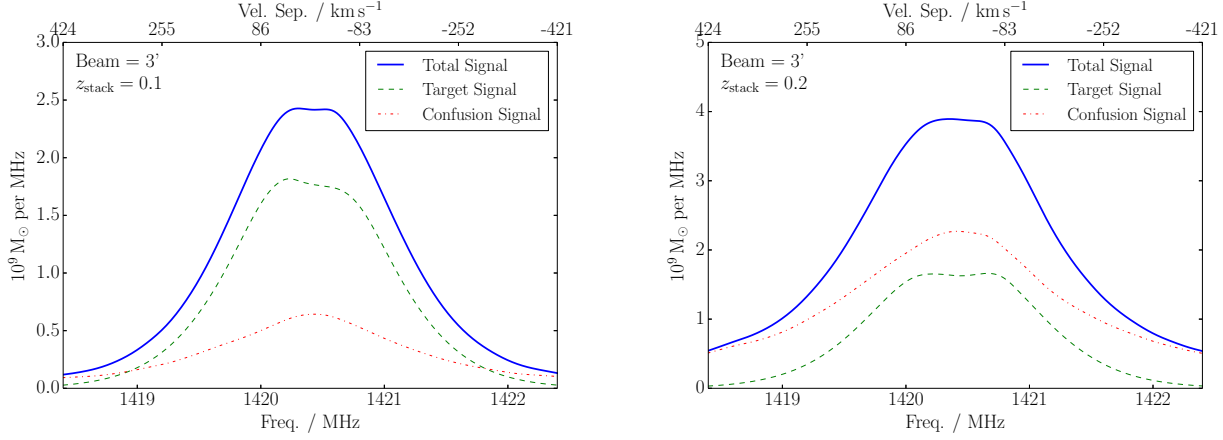 Vel. Sep. / km s⁻¹
424 255 86 -83 -252 -421
3.0
2.5
2.0
1.5
1.0
0.5
0.0
10⁹ M☉ per MHz
Beam = 3'
z_stack = 0.1
Total Signal
Target Signal
Confusion Signal
1419 1420 1421 1422
Freq. / MHz
Vel. Sep. / km s⁻¹
424 255 86 -83 -252 -421
5
4
3
2
1
0
10⁹ M☉ per MHz
Beam = 3'
z_stack = 0.2
Total Signal
Target Signal
Confusion Signal
1419 1420 1421 1422
Freq. / MHz